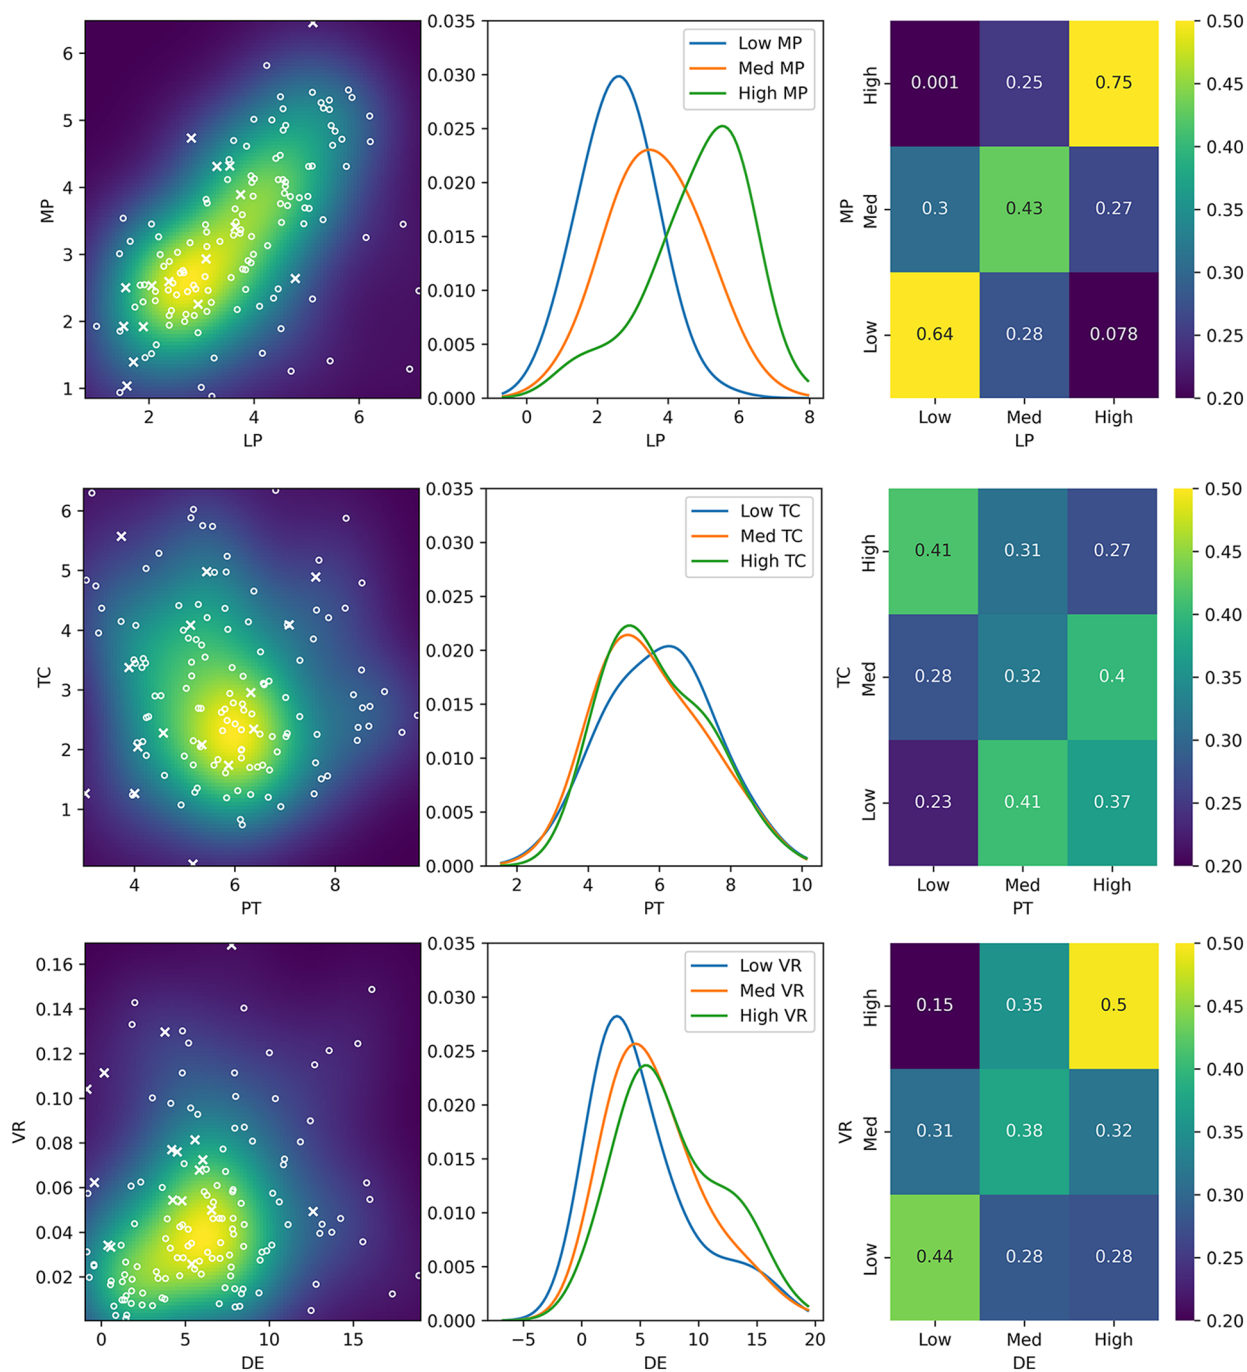 6
5
4
3
2
1
MP
2
4
6
LP
0.035
0.030
0.025
0.020
0.015
0.010
0.005
0.000
Low MP
Med MP
High MP
0
2
4
6
8
LP
High
Med
Low
MP
0.001 0.25 0.75
0.3 0.43 0.27
0.64 0.28 0.078
Low Med High
LP
0.50
0.45
0.40
0.35
0.30
0.25
0.20
6
5
4
3
2
1
TC
4
6
8
PT
0.035
0.030
0.025
0.020
0.015
0.010
0.005
0.000
Low TC
Med TC
High TC
2
4
6
8
10
PT
High
Med
Low
TC
0.41 0.31 0.27
0.28 0.32 0.4
0.23 0.41 0.37
Low Med High
PT
0.50
0.45
0.40
0.35
0.30
0.25
0.20
0.16
0.14
0.12
0.10
0.08
0.06
0.04
0.02
VR
0
5
10
15
DE
0.035
0.030
0.025
0.020
0.015
0.010
0.005
0.000
Low VR
Med VR
High VR
−5
0
5
10
15
20
DE
High
Med
Low
VR
0.15 0.35 0.5
0.31 0.38 0.32
0.44 0.28 0.28
Low Med High
DE
0.50
0.45
0.40
0.35
0.30
0.25
0.20